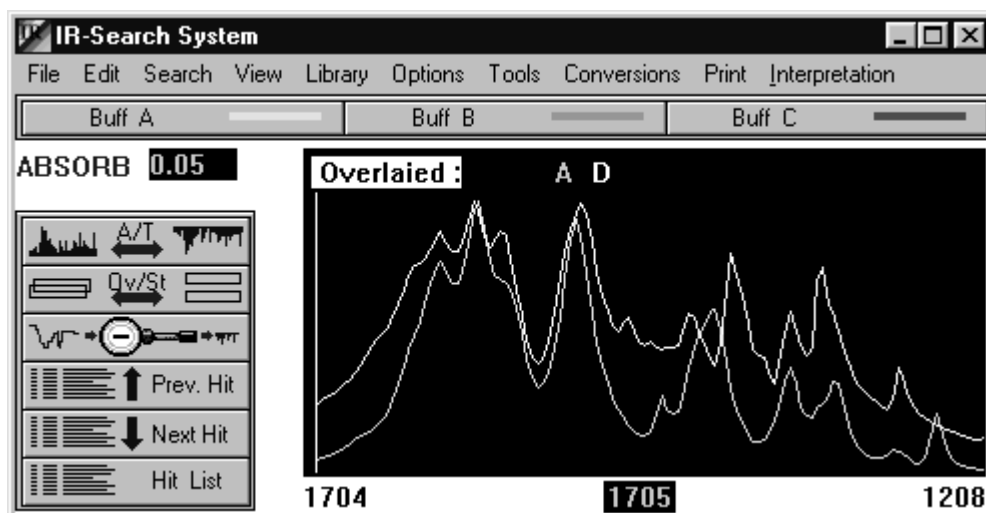 IR IR-Search System
File Edit Search View Library Options Tools Conversions Print Interpretation
Buff A Buff B Buff C
ABSORB 0.05
Overlaied : A D
A/T
Ov/St
Prev. Hit
Next Hit
Hit List
1704 1705 1208